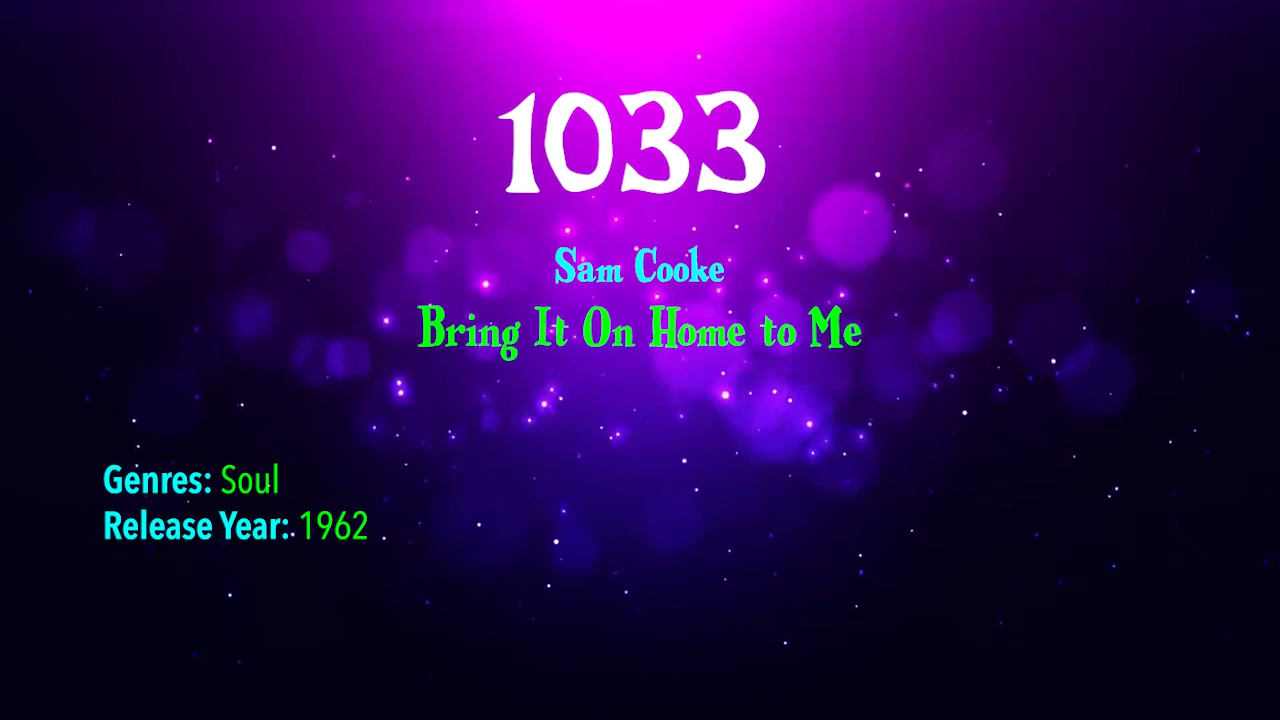 1033
Sam Cooke
Bring It On Home to Me
Genres: Soul
Release Year: 1962